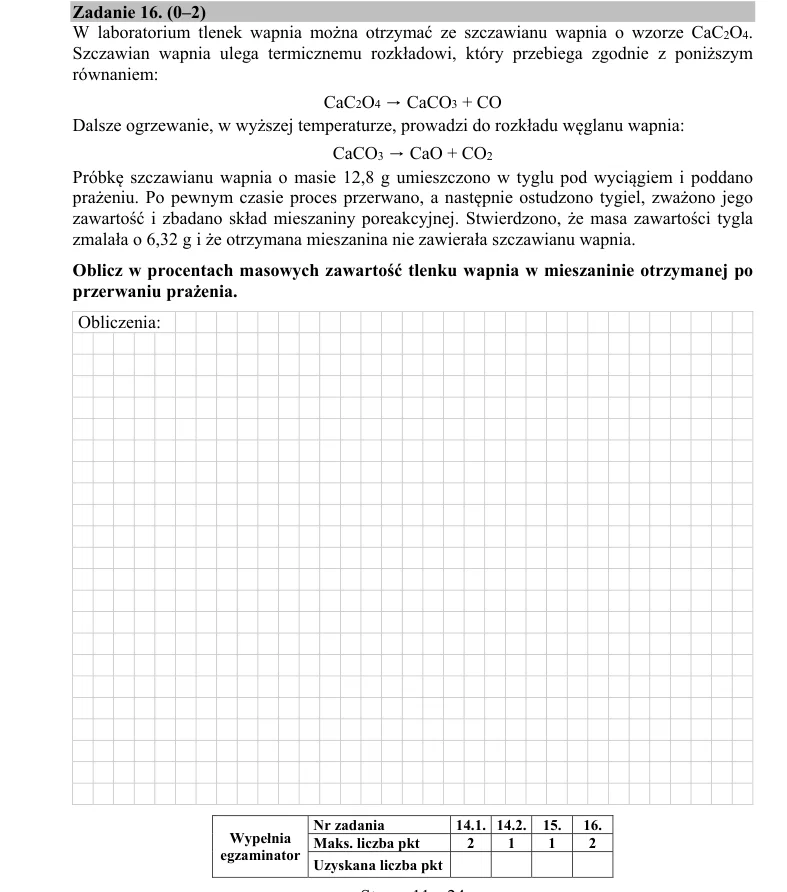 Zadanie 16. (0–2)
W laboratorium tlenek wapnia można otrzymać ze szczawianu wapnia o wzorze CaC₂O₄.
Szczawian wapnia ulega termicznemu rozkładowi, który przebiega zgodnie z poniższym
równaniem:
CaC₂O₄ → CaCO₃ + CO
Dalsze ogrzewanie, w wyższej temperaturze, prowadzi do rozkładu węglanu wapnia:
CaCO₃ → CaO + CO₂
Próbkę szczawianu wapnia o masie 12,8 g umieszczono w tyglu pod wyciągiem i poddano
prażeniu. Po pewnym czasie proces przerwano, a następnie ostudzono tygiel, zważono jego
zawartość i zbadano skład mieszaniny poreakcyjnej. Stwierdzono, że masa zawartości tygla
zmalała o 6,32 g i że otrzymana mieszanina nie zawierała szczawianu wapnia.
Oblicz w procentach masowych zawartość tlenku wapnia w mieszaninie otrzymanej po
przerwaniu prażenia.
Obliczenia:
Wypełnia egzaminator
Nr zadania 14.1. 14.2. 15. 16.
Maks. liczba pkt 2 1 1 2
Uzyskana liczba pkt